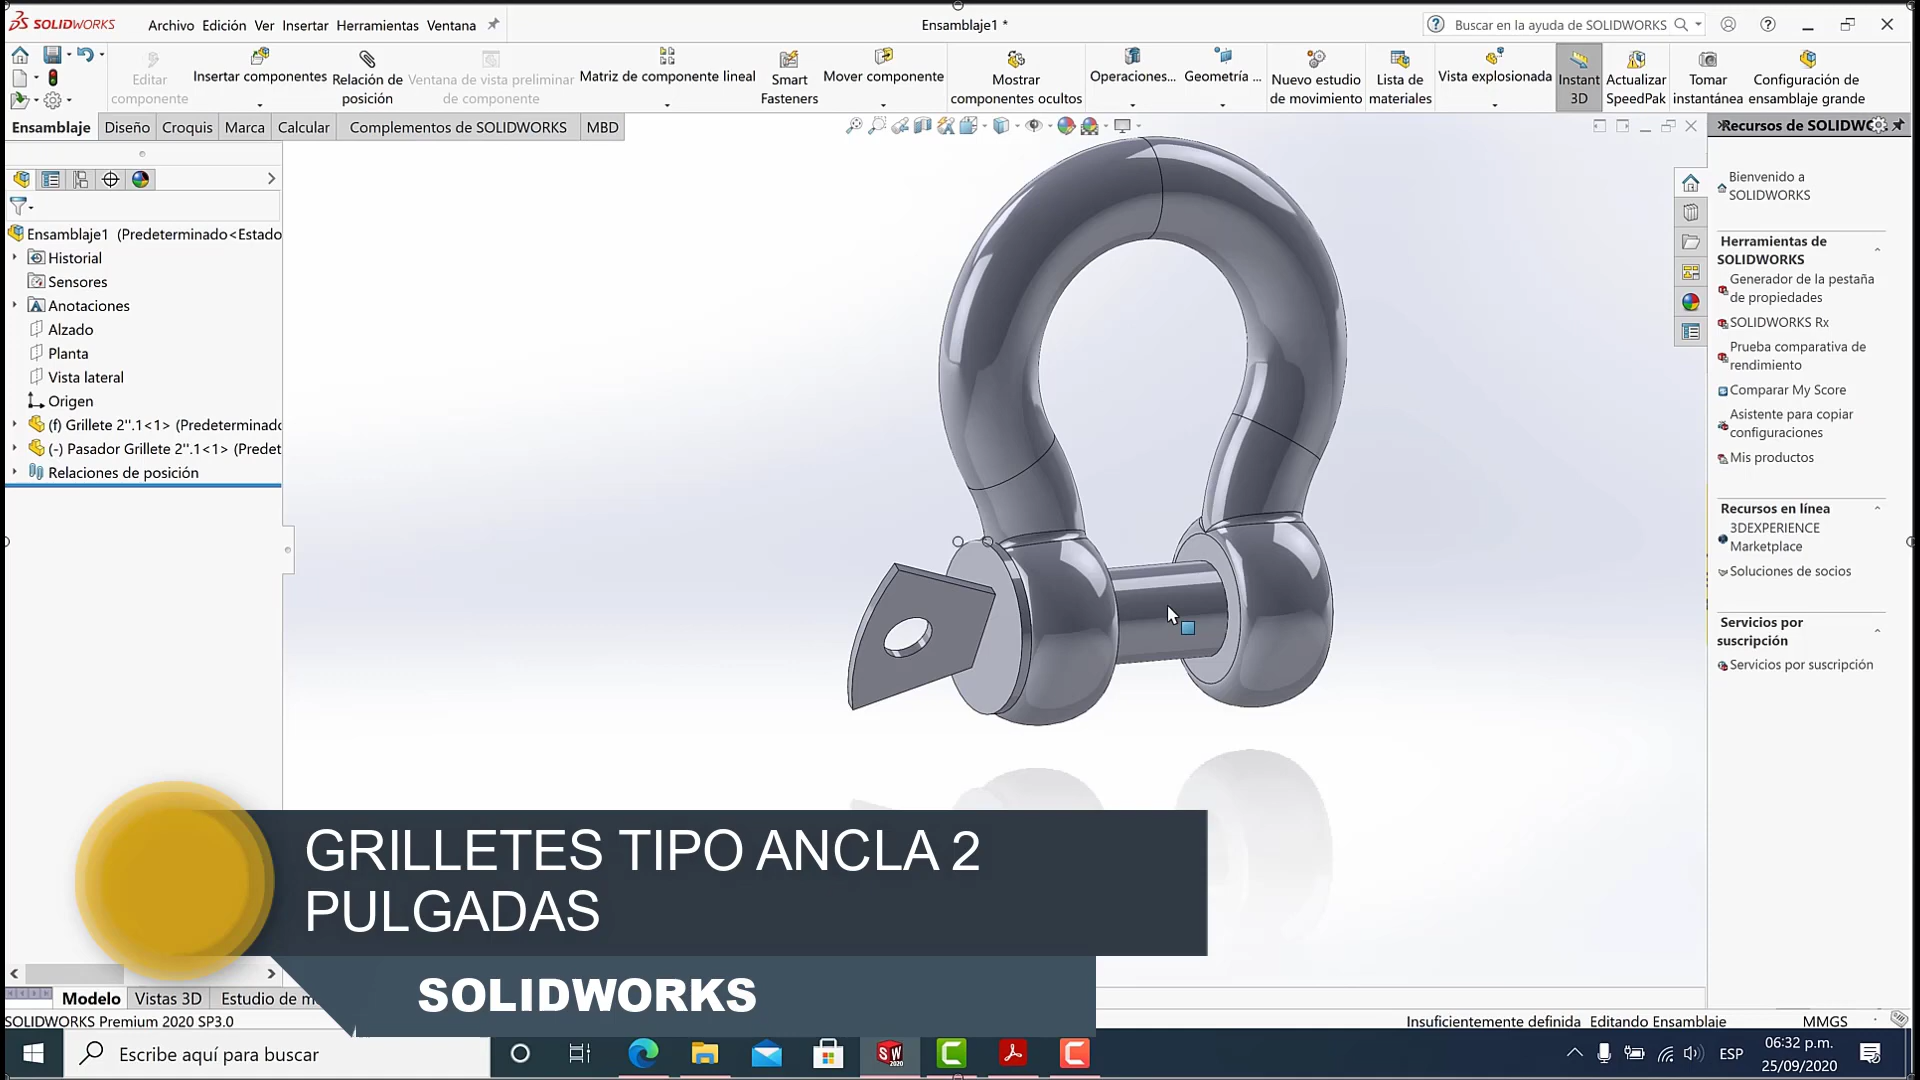 SOLIDWORKS
Archivo Edición Ver Insertar Herramientas Ventana
Ensamblaje1 *
Buscar en la ayuda de SOLIDWORKS
Editar componente
Insertar componentes
Relación de posición
Ventana de vista preliminar de componente
Matriz de componente lineal
Smart Fasteners
Mover componente
Mostrar componentes ocultos
Operaciones...
Geometría ...
Nuevo estudio de movimiento
Lista de materiales
Vista explosionada
Instant 3D
Actualizar SpeedPak
Tomar instantánea
Configuración de ensamblaje grande
Ensamblaje Diseño Croquis Marca Calcular Complementos de SOLIDWORKS MBD
Recursos de SOLIDWO
Ensamblaje1 (Predeterminado<Estado
Historial
Sensores
Anotaciones
Alzado
Planta
Vista lateral
Origen
(f) Grillete 2''.1<1> (Predeterminado
(-) Pasador Grillete 2''.1<1> (Predet
Relaciones de posición
Bienvenido a
SOLIDWORKS
Herramientas de
SOLIDWORKS
Generador de la pestaña
de propiedades
SOLIDWORKS Rx
Prueba comparativa de
rendimiento
Comparar My Score
Asistente para copiar
configuraciones
Mis productos
Recursos en línea
3DEXPERIENCE
Marketplace
Soluciones de socios
Servicios por
suscripción
Servicios por suscripción
GRILLETES TIPO ANCLA 2
PULGADAS
SOLIDWORKS
Modelo Vistas 3D Estudio de m
SOLIDWORKS Premium 2020 SP3.0
Insuficientemente definida Editando Ensamblaje MMGS
Escribe aquí para buscar
SW
2020
ESP
06:32 p.m.
25/09/2020